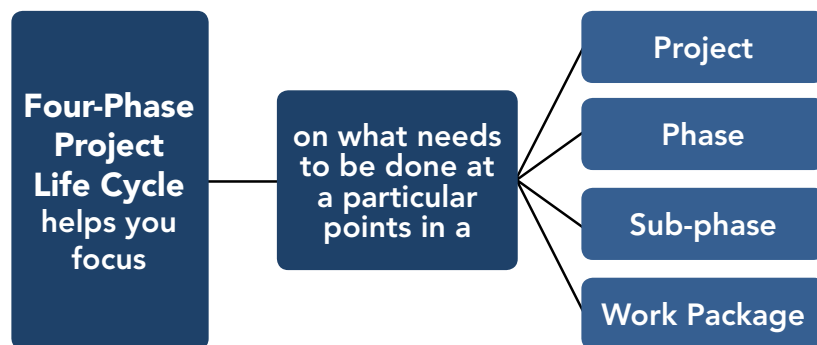 Four-Phase
Project
Life Cycle
helps you
focus
on what needs
to be done at
a particular
points in a
Project
Phase
Sub-phase
Work Package